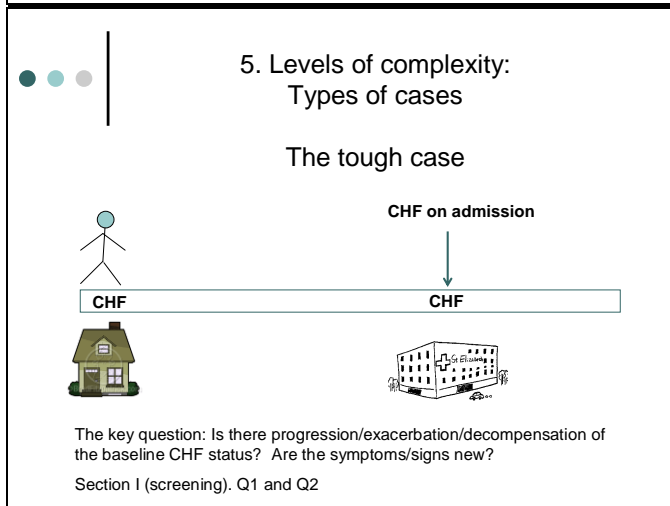 5. Levels of complexity:
Types of cases
The tough case
CHF on admission
CHF
CHF
St Elizabeth
The key question: Is there progression/exacerbation/decompensation of
the baseline CHF status?  Are the symptoms/signs new?
Section I (screening). Q1 and Q2